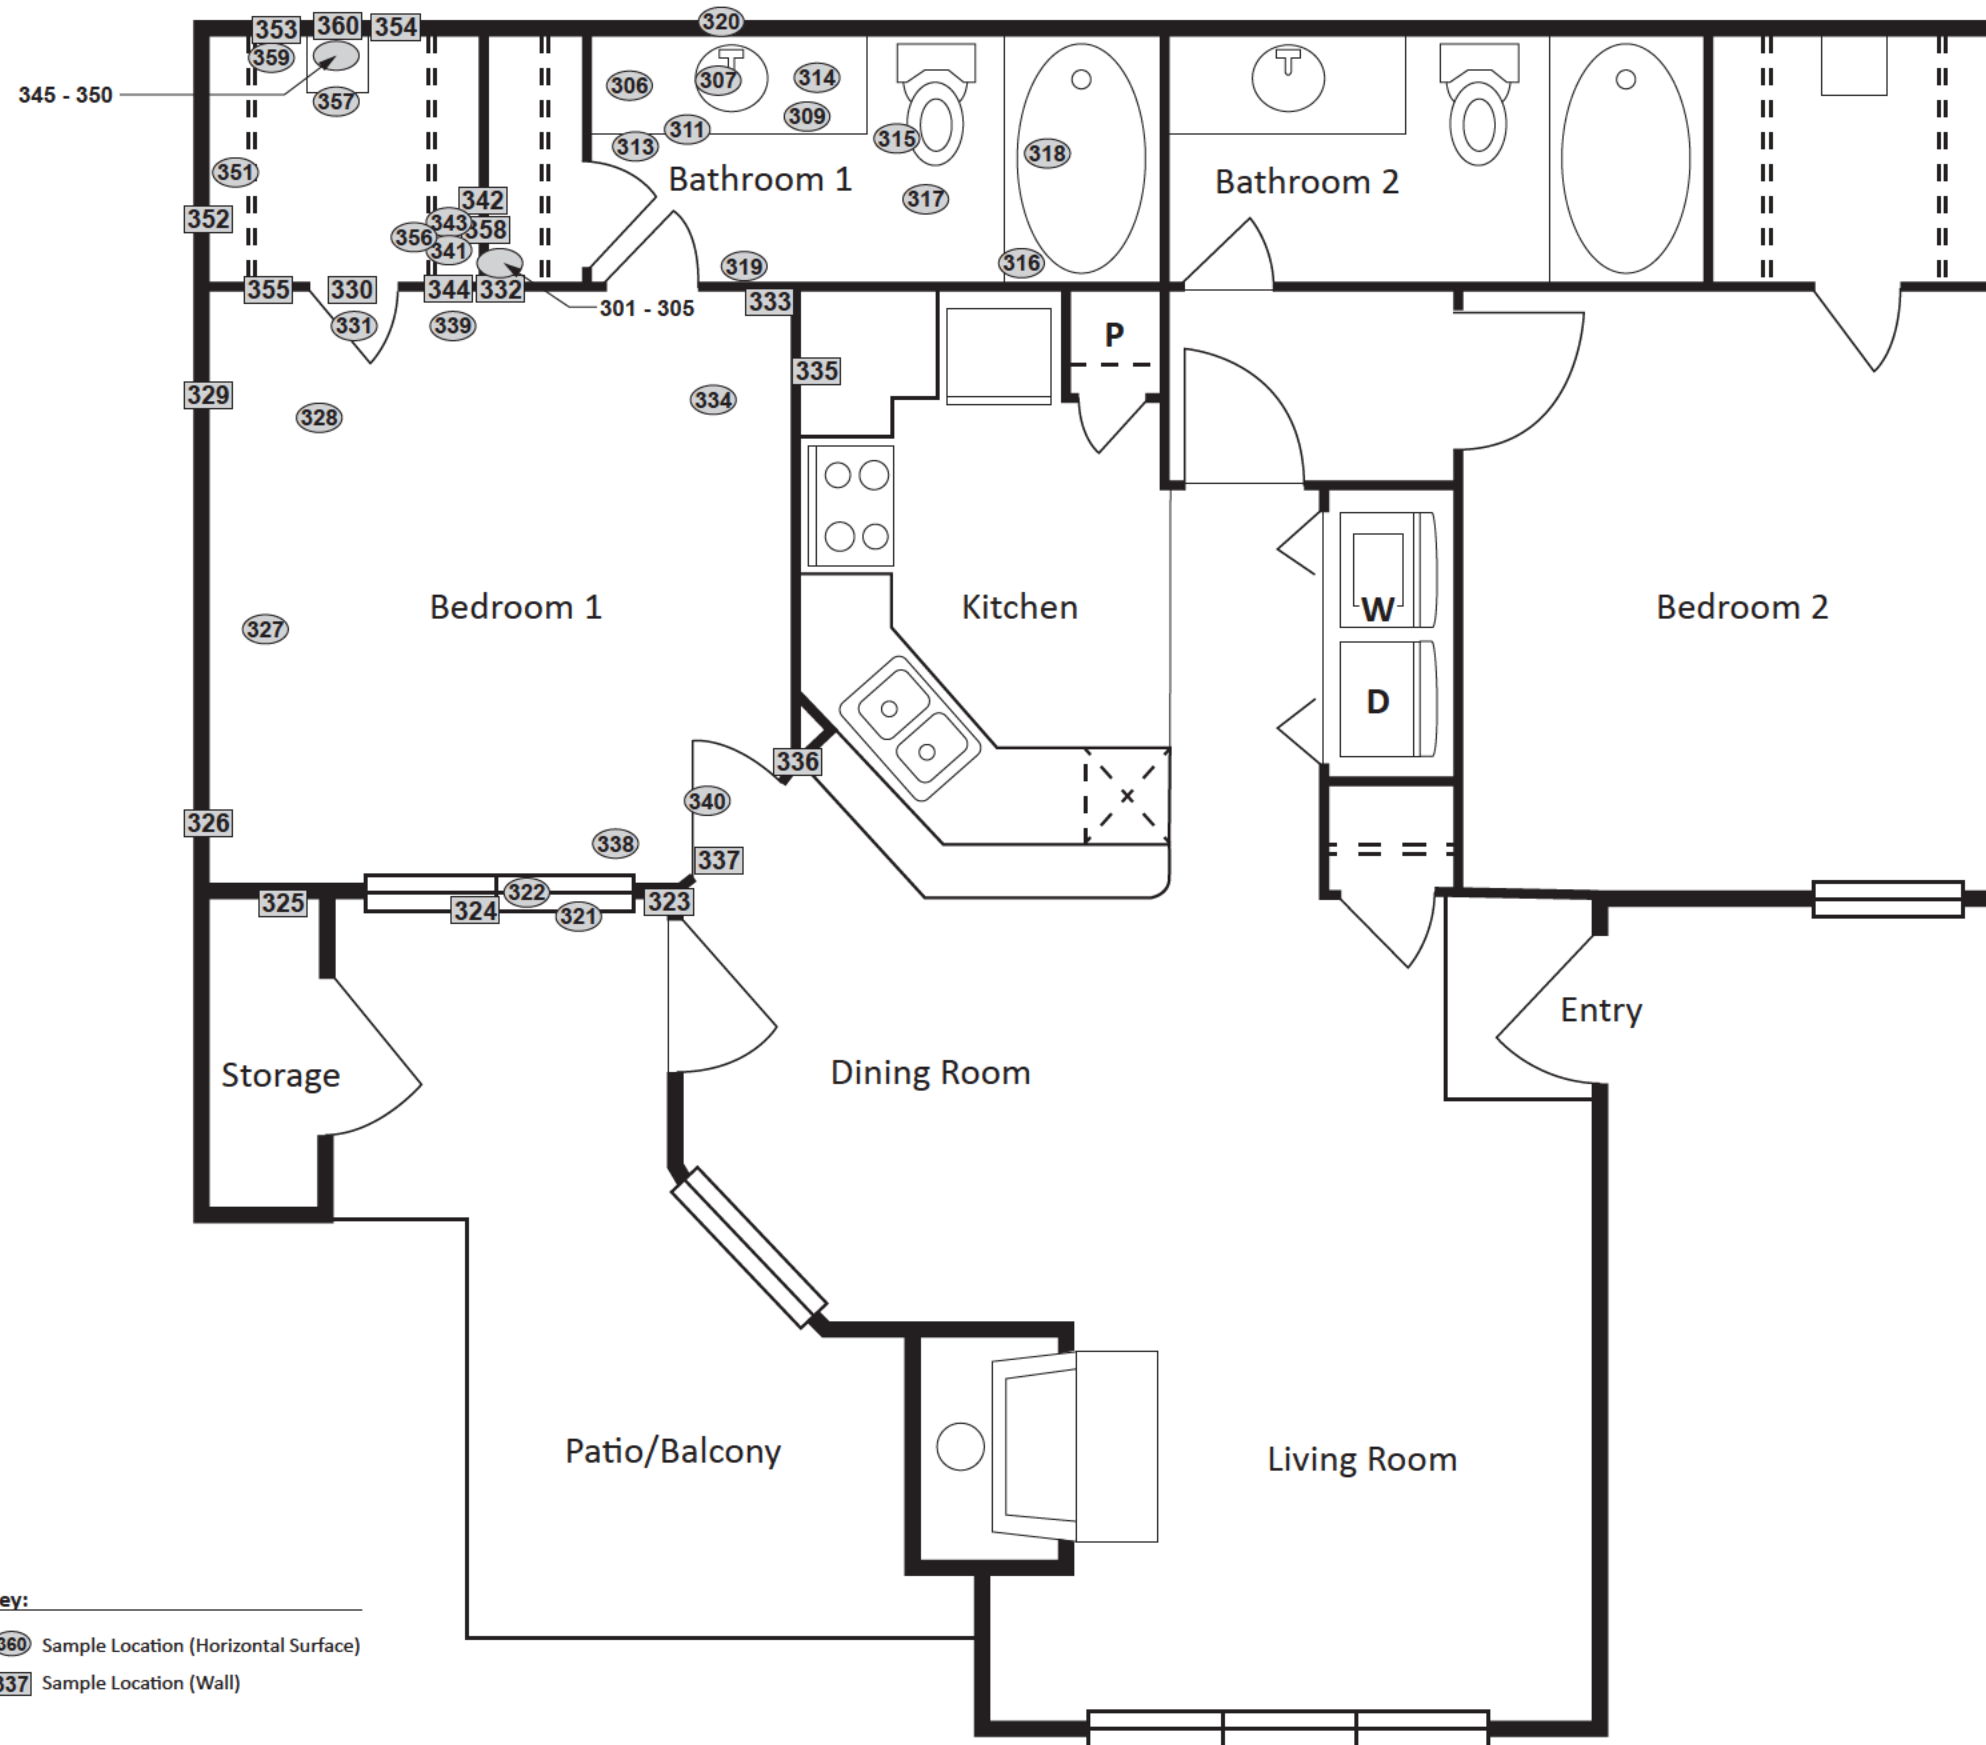 353 360 354 320
359
345 - 350
357
306 307 314
309
311
313
315
318
351
Bathroom 1
Bathroom 2
317
352
342
343
358
356
341
319
316
355 330 344 332
333
301 - 305
331
339
P
335
329
334
328
Bedroom 1
Kitchen
W
Bedroom 2
327
D
336
340
326
338
337
322
325
324
321
323
Entry
Storage
Dining Room
Patio/Balcony
Living Room
ey:
360 Sample Location (Horizontal Surface)
337 Sample Location (Wall)